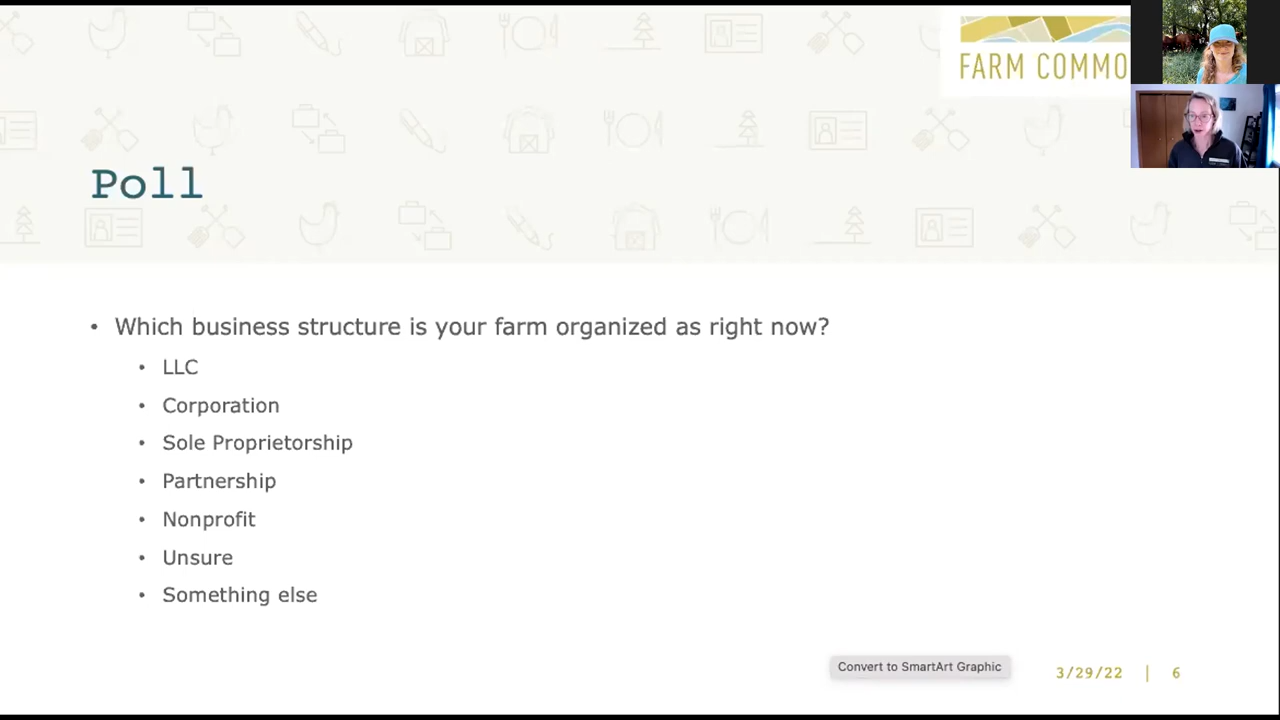 FARM COMMO
Poll
• Which business structure is your farm organized as right now?
• LLC
• Corporation
• Sole Proprietorship
• Partnership
• Nonprofit
• Unsure
• Something else
Convert to SmartArt Graphic
3/29/22 | 6